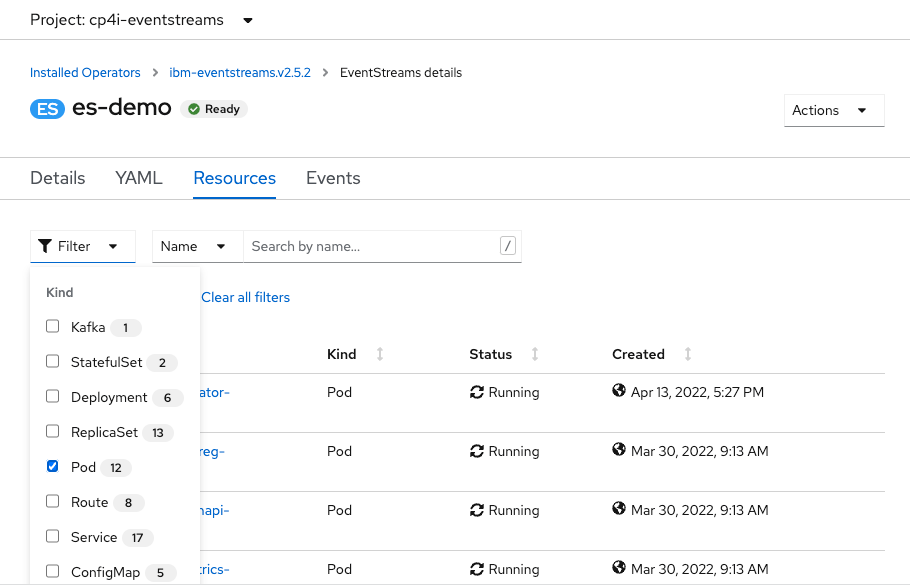 Project: cp4i-eventstreams
Installed Operators > ibm-eventstreams.v2.5.2 > EventStreams details
ES es-demo Ready
Actions
Details YAML Resources Events
Filter Name Search by name... /
Kind
Clear all filters
Kafka 1
StatefulSet 2
Deployment 6
ReplicaSet 13
Pod 12
Route 8
Service 17
ConfigMap 5
Kind Status Created
ator- Pod Running Apr 13, 2022, 5:27 PM
reg- Pod Running Mar 30, 2022, 9:13 AM
napi- Pod Running Mar 30, 2022, 9:13 AM
trics- Pod Running Mar 30, 2022, 9:13 AM